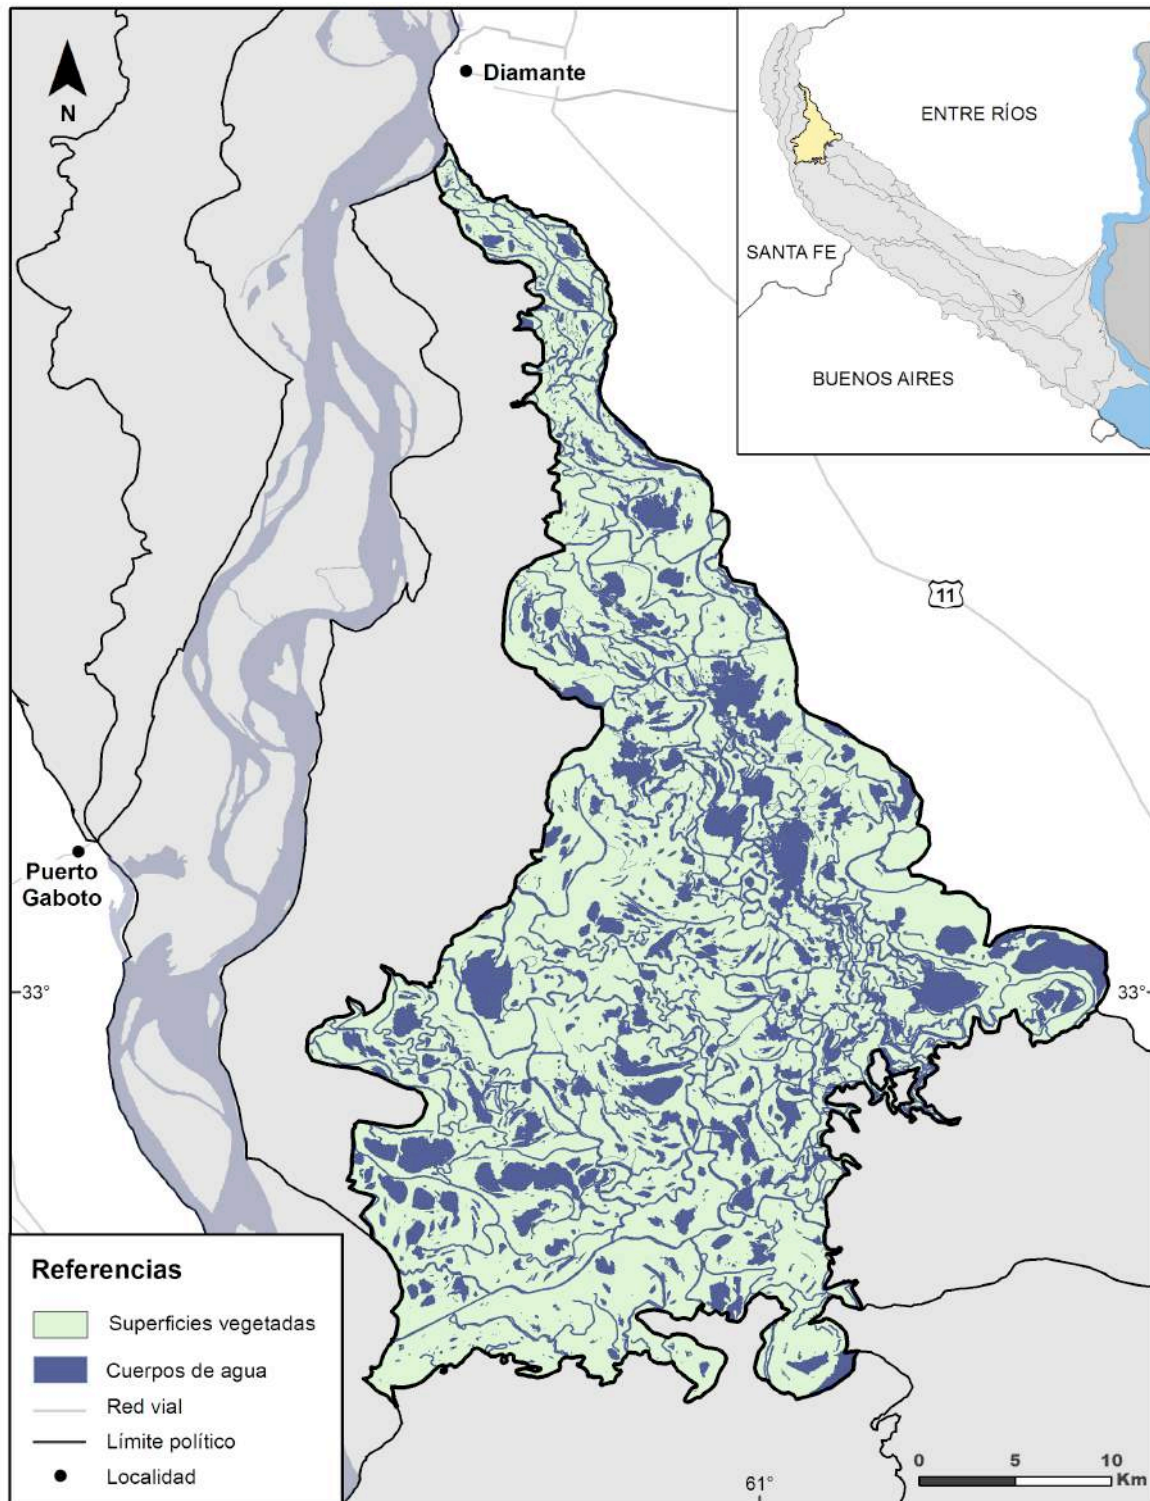 N
Diamante
ENTRE RÍOS
SANTA FE
BUENOS AIRES
11
Puerto
Gaboto
33°
33°
Referencias
Superficies vegetadas
Cuerpos de agua
Red vial
Límite político
Localidad
0 5 10
Km
61°